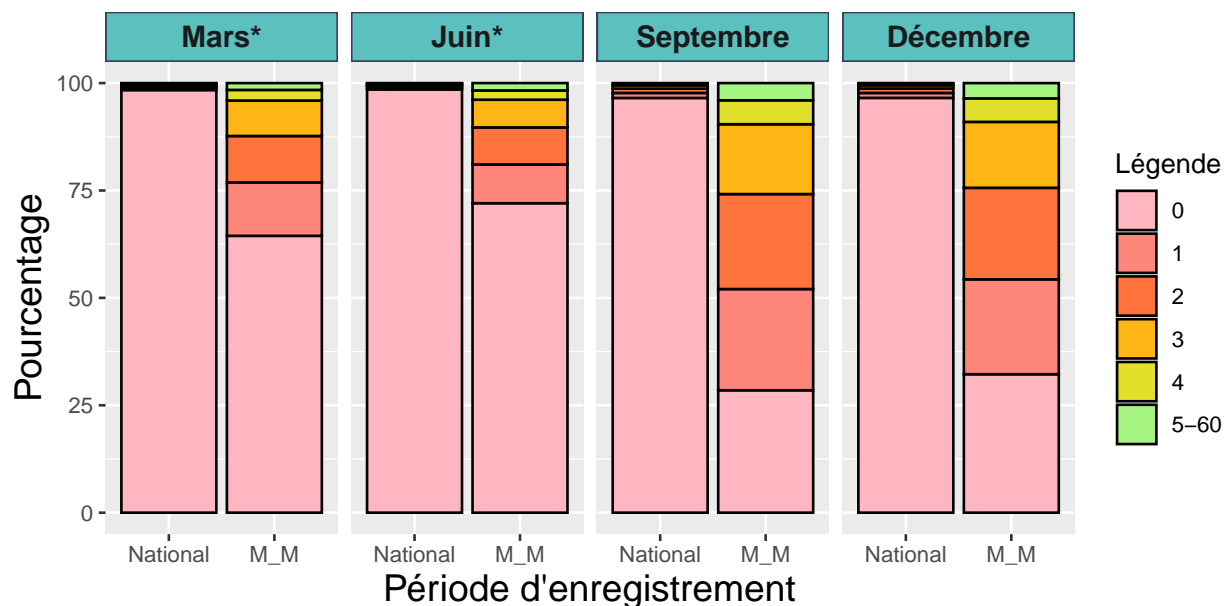 Mars* Juin* Septembre Décembre
100
75
50
25
0
Pourcentage
National M_M National M_M National M_M National M_M
Période d'enregistrement
Légende
0
1
2
3
4
5−60